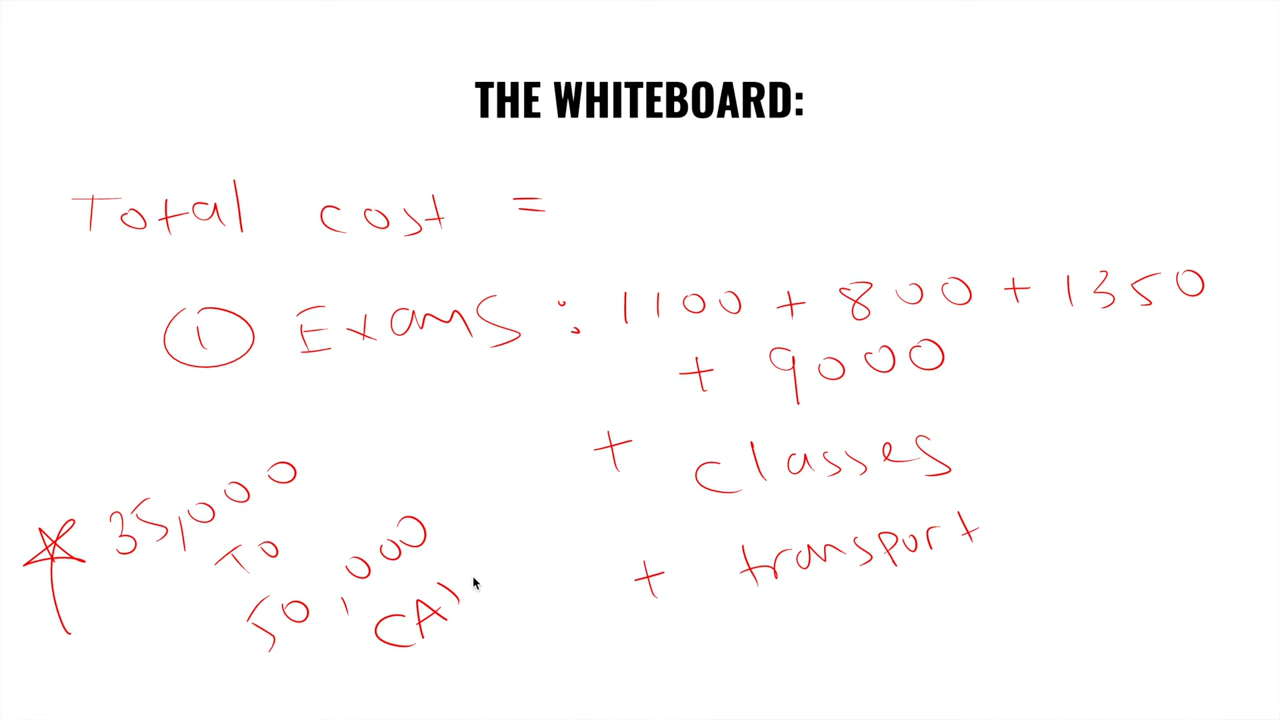 THE WHITEBOARD:
Total cost =
① Exams : 1100 + 800 + 1350
+ 9000
+ classes
+ transport
35,000
TO
50,000
CA